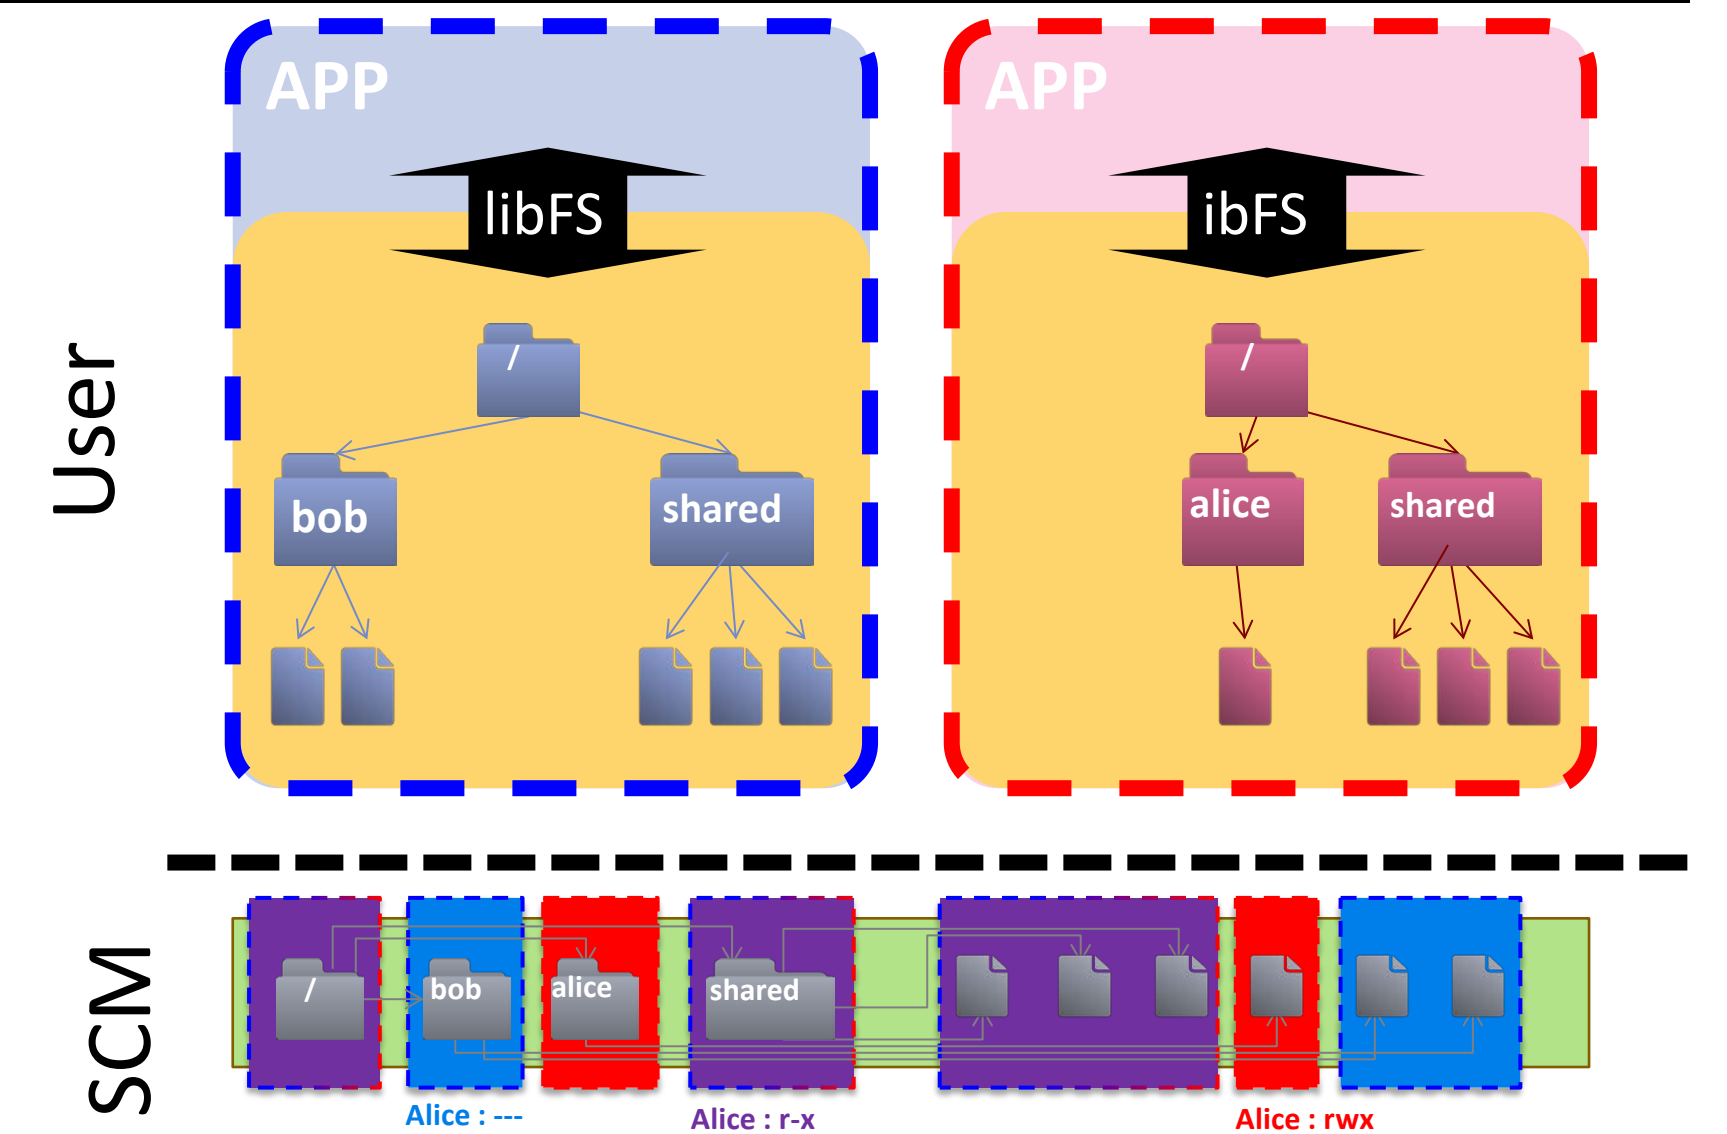 APP
APP
libFS
ibFS
User
/
/
bob
shared
alice
shared
SCM
/
bob
alice
shared
Alice : ---
Alice : r-x
Alice : rwx